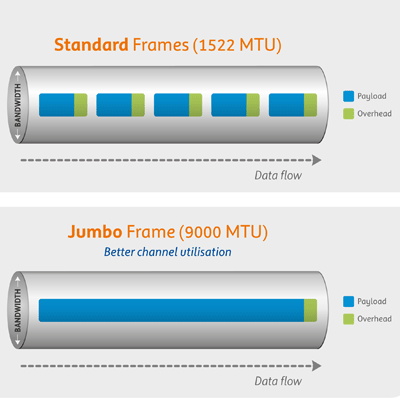 Standard Frames (1522 MTU)
BANDWIDTH
Payload
Overhead
Data flow
Jumbo Frame (9000 MTU)
Better channel utilisation
BANDWIDTH
Payload
Overhead
Data flow